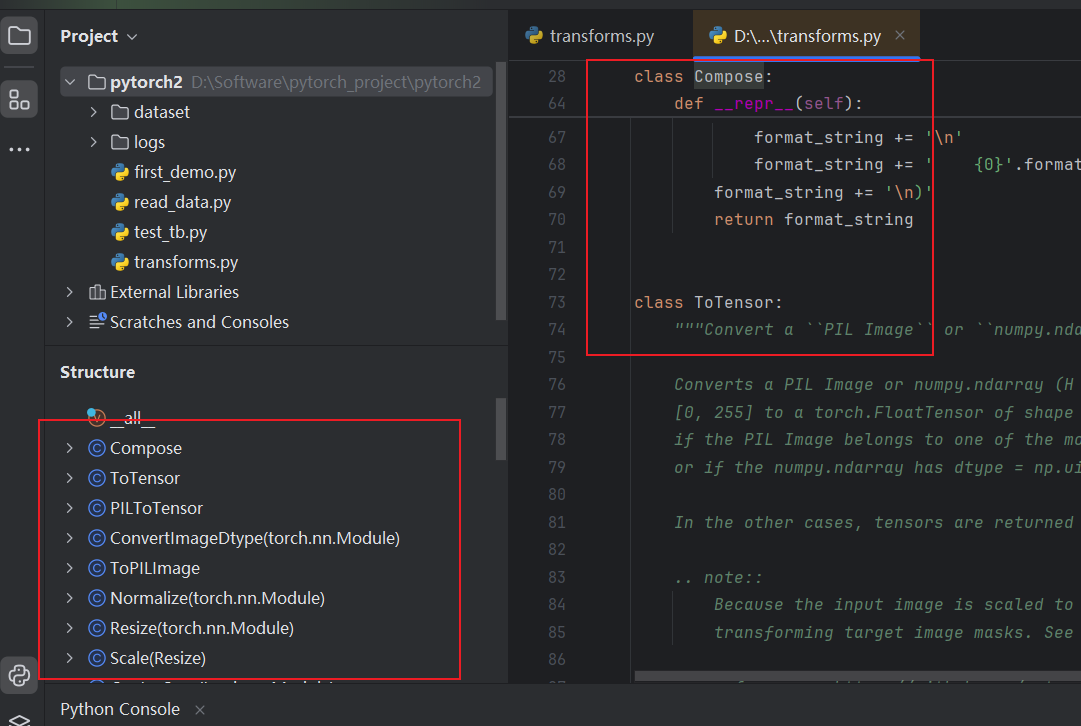 Project
pytorch2 D:\Software\pytorch_project\pytorch2
dataset
logs
first_demo.py
read_data.py
test_tb.py
transforms.py
External Libraries
Scratches and Consoles
Structure
__all__
Compose
ToTensor
PILToTensor
ConvertImageDtype(torch.nn.Module)
ToPILImage
Normalize(torch.nn.Module)
Resize(torch.nn.Module)
Scale(Resize)
transforms.py
D:\...\transforms.py
28 class Compose:
64 def __repr__(self):
67 format_string += '\n'
68 format_string += '    {0}'.format
69 format_string += '\n)'
70 return format_string
71
72
73 class ToTensor:
74 """Convert a ``PIL Image`` or ``numpy.nda
75
76 Converts a PIL Image or numpy.ndarray (H
77 [0, 255] to a torch.FloatTensor of shape
78 if the PIL Image belongs to one of the mo
79 or if the numpy.ndarray has dtype = np.ui
80
81 In the other cases, tensors are returned
82
83 .. note::
84 Because the input image is scaled to
85 transforming target image masks. See
86
Python Console